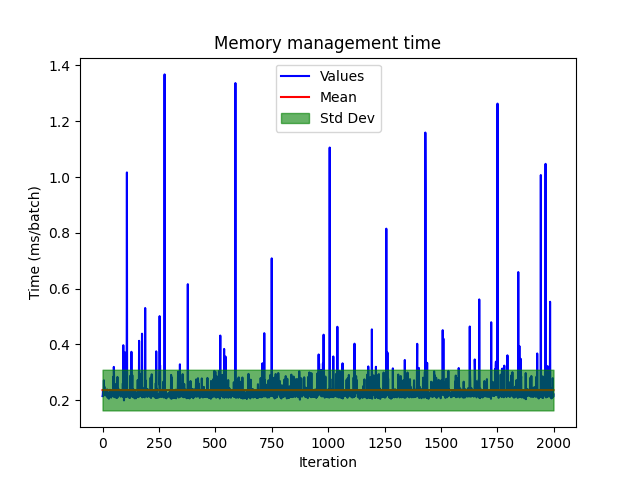 Memory management time
Values
Mean
Std Dev
Time (ms/batch)
1.4
1.2
1.0
0.8
0.6
0.4
0.2
0 250 500 750 1000 1250 1500 1750 2000
Iteration